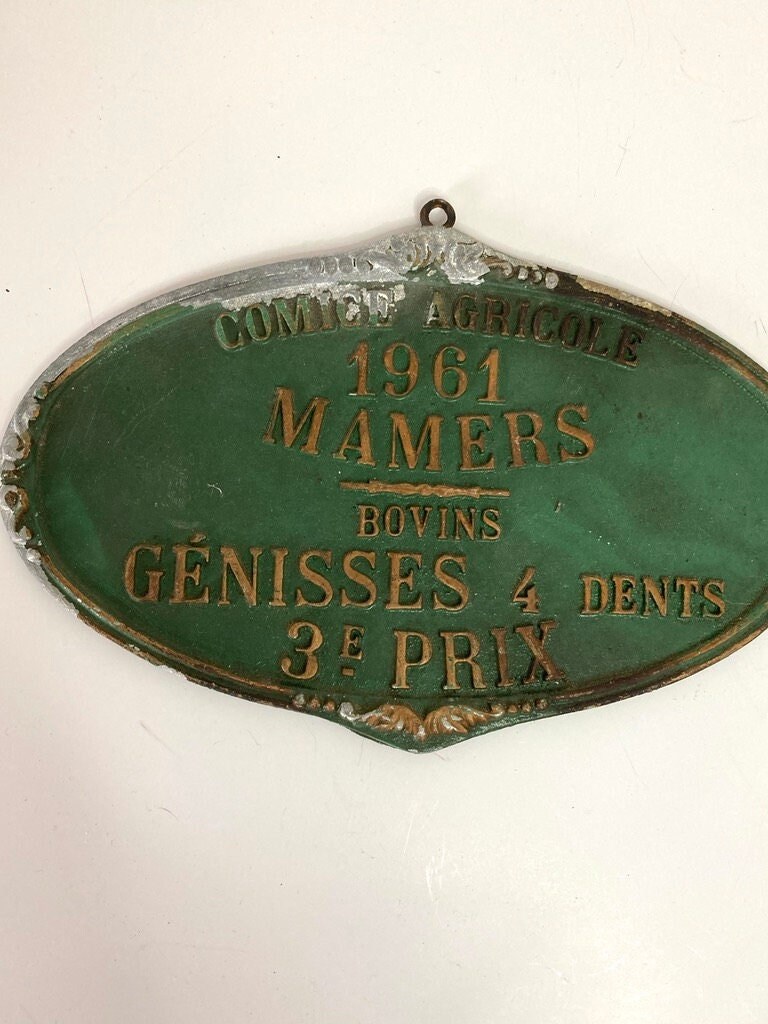 COMICE AGRICOLE
1961
MAMERS
BOVINS
GÉNISSES 4 DENTS
3E PRIX